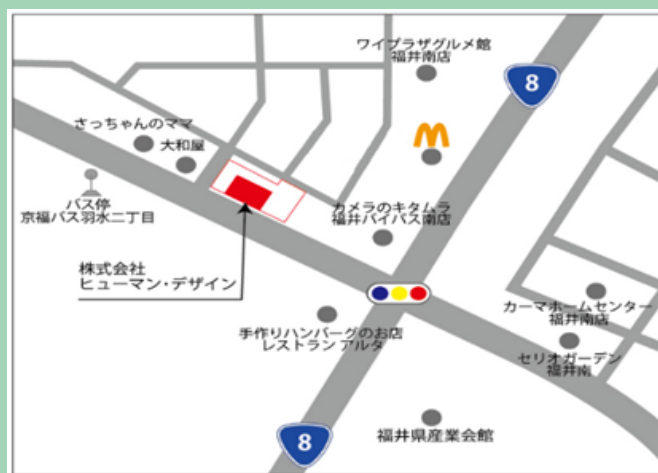 ワイプラザグルメ館
福井南店
8
さっちゃんのママ
大和屋
バス停
京福バス羽水二丁目
カメラのキタムラ
福井バイパス南店
株式会社
ヒューマン・デザイン
手作りハンバーグのお店
レストラン アルタ
カーマホームセンター
福井南店
セリオガーデン
福井南
福井県産業会館
8